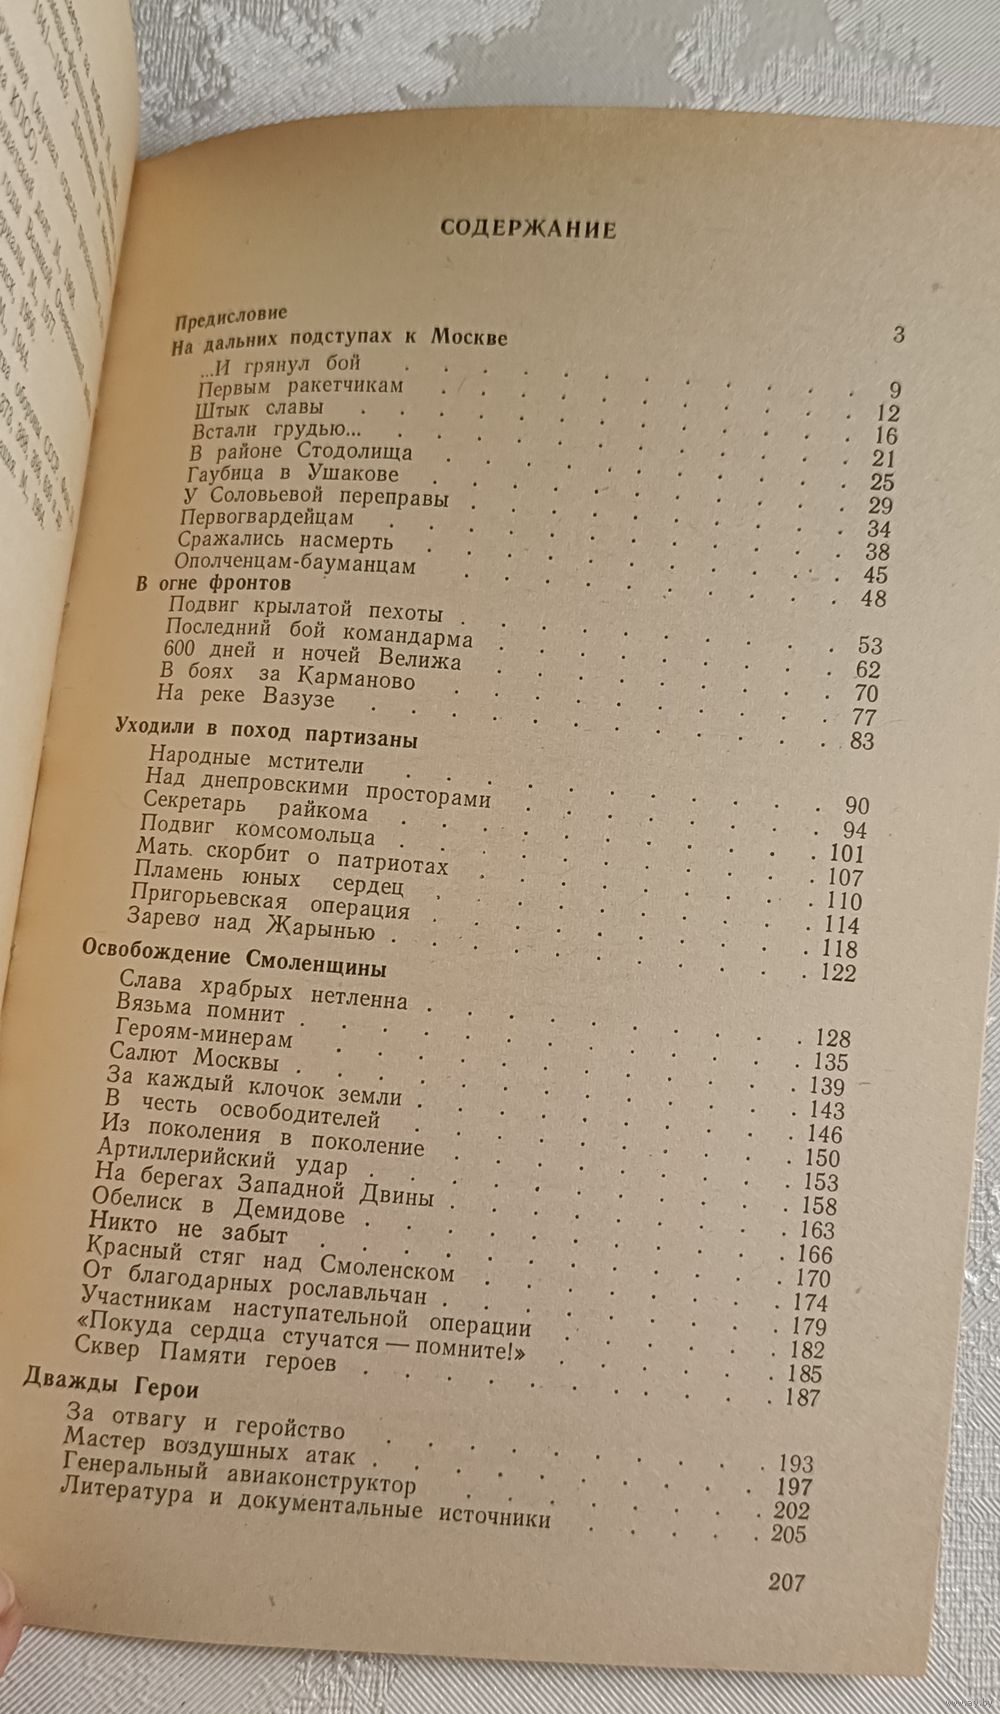 СОДЕРЖАНИЕ
Предисловие 3
На дальних подступах к Москве
...И грянул бой . . . . . . . . . . 9
Первым ракетчикам . . . . . . . . . . 12
Штык славы . . . . . . . . . . 16
Встали грудью... . . . . . . . . . . 21
В районе Стодолища . . . . . . . . . . 25
Гаубица в Ушакове . . . . . . . . . . 29
У Соловьевой переправы . . . . . . . . . . 34
Первогвардейцам . . . . . . . . . . 38
Сражались насмерть . . . . . . . . . . 45
Ополченцам-бауманцам . . . . . . . . . . 48
В огне фронтов
Подвиг крылатой пехоты . . . . . . . . . . 53
Последний бой командарма . . . . . . . . . . 62
600 дней и ночей Велижа . . . . . . . . . . 70
В боях за Карманово . . . . . . . . . . 77
На реке Вазузе . . . . . . . . . . 83
Уходили в поход партизаны
Народные мстители . . . . . . . . . . 90
Над днепровскими просторами . . . . . . . . . . 94
Секретарь райкома . . . . . . . . . . 101
Подвиг комсомольца . . . . . . . . . . 107
Мать скорбит о патриотах . . . . . . . . . . 110
Пламень юных сердец . . . . . . . . . . 114
Пригорьевская операция . . . . . . . . . . 118
Зарево над Жарынью . . . . . . . . . . 122
Освобождение Смоленщины
Слава храбрых нетленна . . . . . . . . . . 128
Вязьма помнит . . . . . . . . . . 135
Героям-минерам . . . . . . . . . . 139
Салют Москвы . . . . . . . . . . 143
За каждый клочок земли . . . . . . . . . . 146
В честь освободителей . . . . . . . . . . 150
Из поколения в поколение . . . . . . . . . . 153
Артиллерийский удар . . . . . . . . . . 158
На берегах Западной Двины . . . . . . . . . . 163
Обелиск в Демидове . . . . . . . . . . 166
Никто не забыт . . . . . . . . . . 170
Красный стяг над Смоленском . . . . . . . . . . 174
От благодарных рославльчан . . . . . . . . . . 179
Участникам наступательной операции . . . . . . 182
«Покуда сердца стучатся — помните!» . . . . . . 185
Сквер Памяти героев . . . . . . . . . . 187
Дважды Герои
За отвагу и геройство . . . . . . . . . . 193
Мастер воздушных атак . . . . . . . . . . 197
Генеральный авиаконструктор . . . . . . . . 202
Литература и документальные источники . . . . . 205
207
www.ay.by